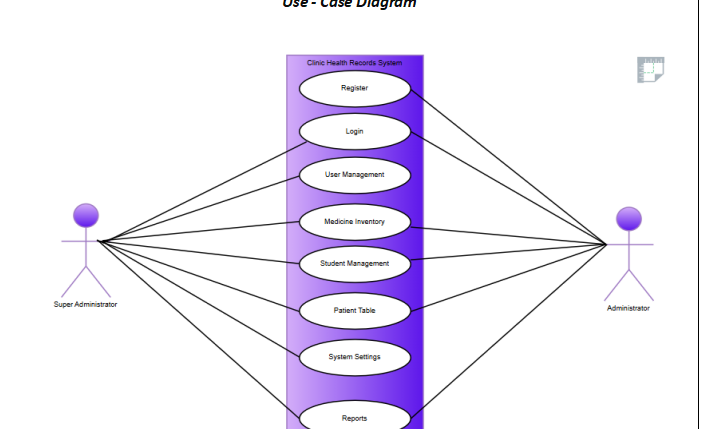 Use - Case Diagram
Clinic Health Records System
Register
Login
User Management
Medicine Inventory
Student Management
Patient Table
System Settings
Reports
Super Administrator
Administrator